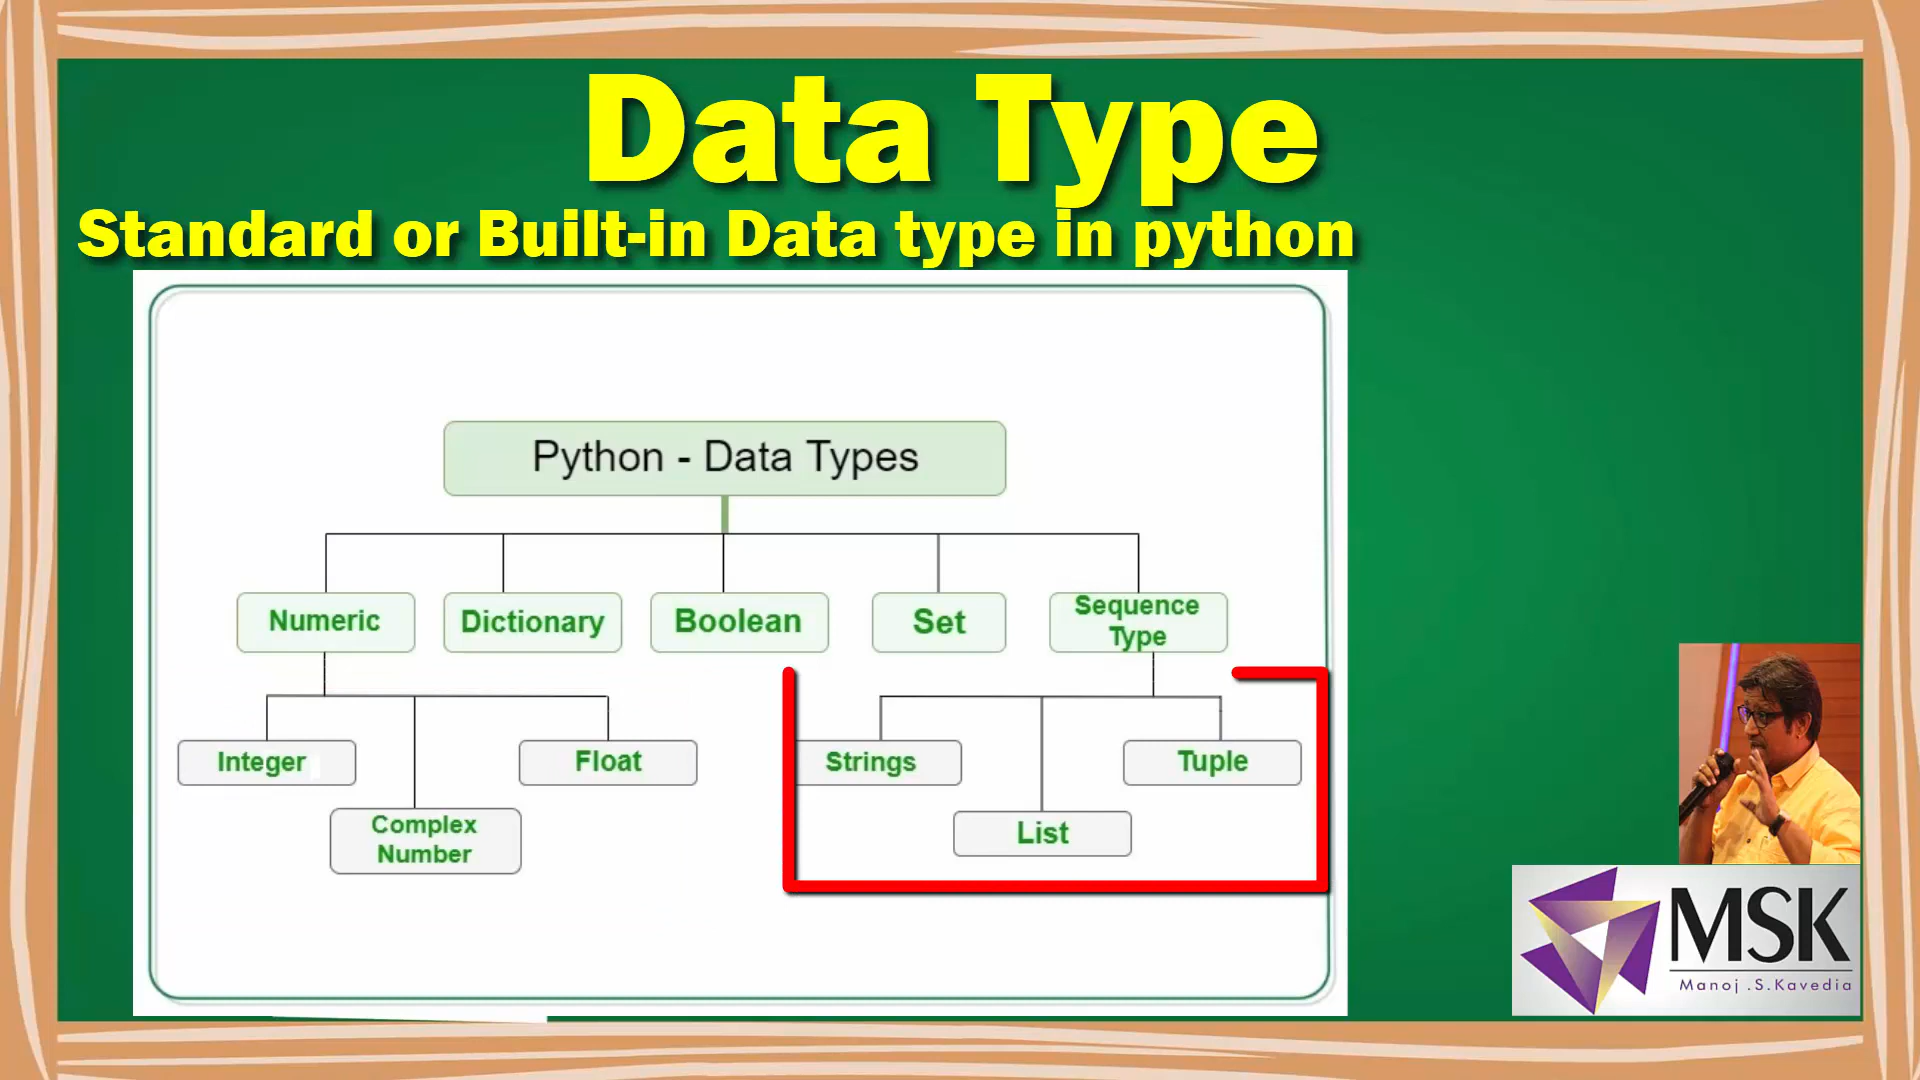 Data Type
Standard or Built-in Data type in python
Python - Data Types
Numeric
Dictionary
Boolean
Set
Sequence
Type
Integer
Float
Strings
Tuple
Complex
Number
List
MSK
Manoj .S.Kavedia